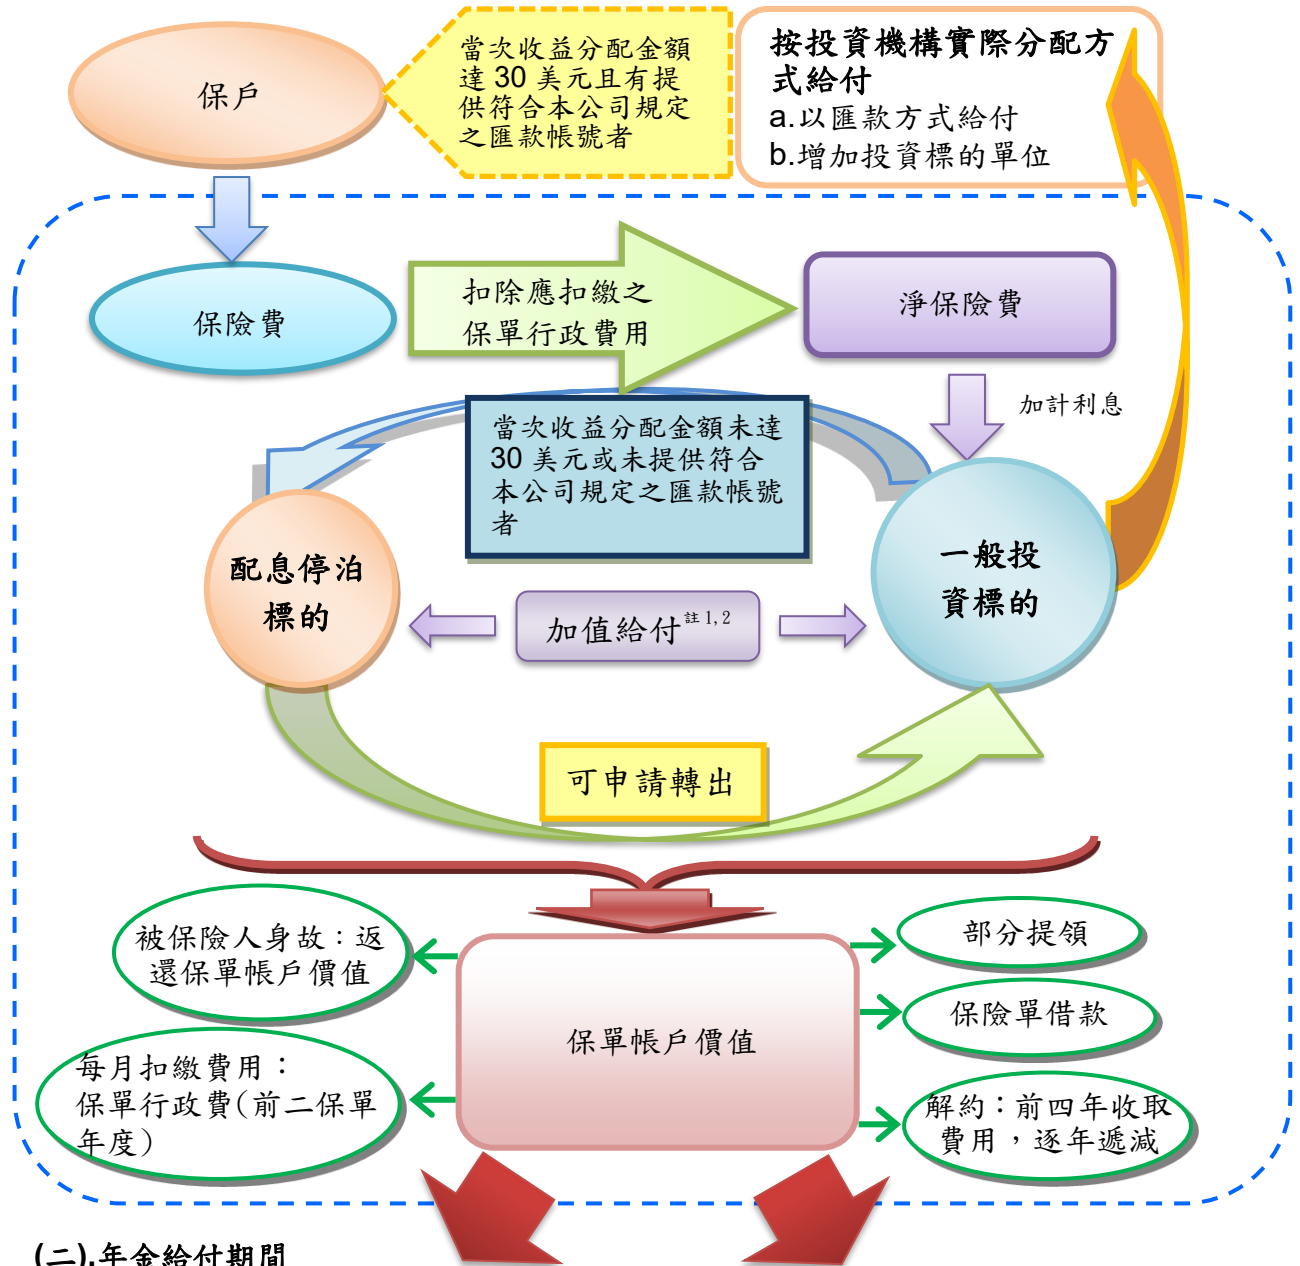 保戶
當次收益分配金額
達 30 美元且有提
供符合本公司規定
之匯款帳號者
按投資機構實際分配方
式給付
a.以匯款方式給付
b.增加投資標的單位
保險費
扣除應扣繳之
保單行政費用
淨保險費
加計利息
當次收益分配金額未達
30 美元或未提供符合
本公司規定之匯款帳號
者
配息停泊
標的
加值給付註 1, 2
一般投
資標的
可申請轉出
被保險人身故：返
還保單帳戶價值
每月扣繳費用：
保單行政費(前二保單
年度)
保單帳戶價值
部分提領
保險單借款
解約：前四年收取
費用，逐年遞減
(二).年金給付期間